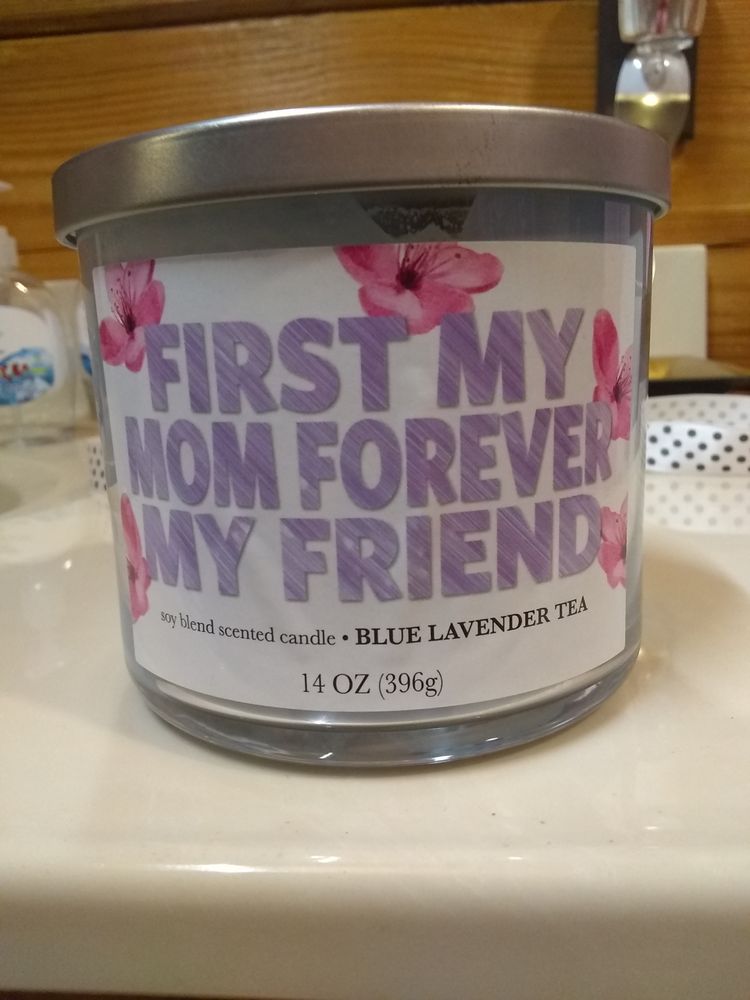 FIRST MY
MOM FOREVER
MY FRIEND
soy blend scented candle • BLUE LAVENDER TEA
14 OZ (396g)